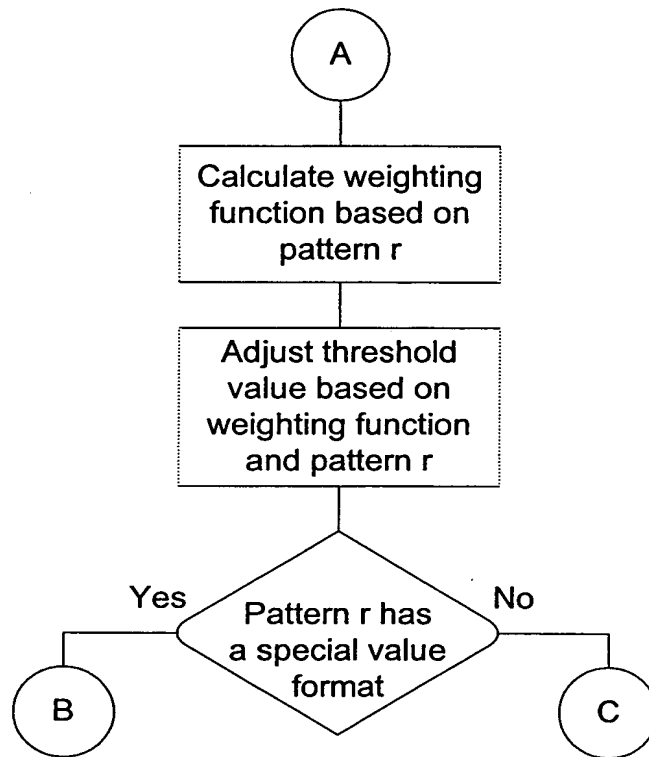 A
Calculate weighting
function based on
pattern r
Adjust threshold
value based on
weighting function
and pattern r
Yes
No
Pattern r has
a special value
format
B
C